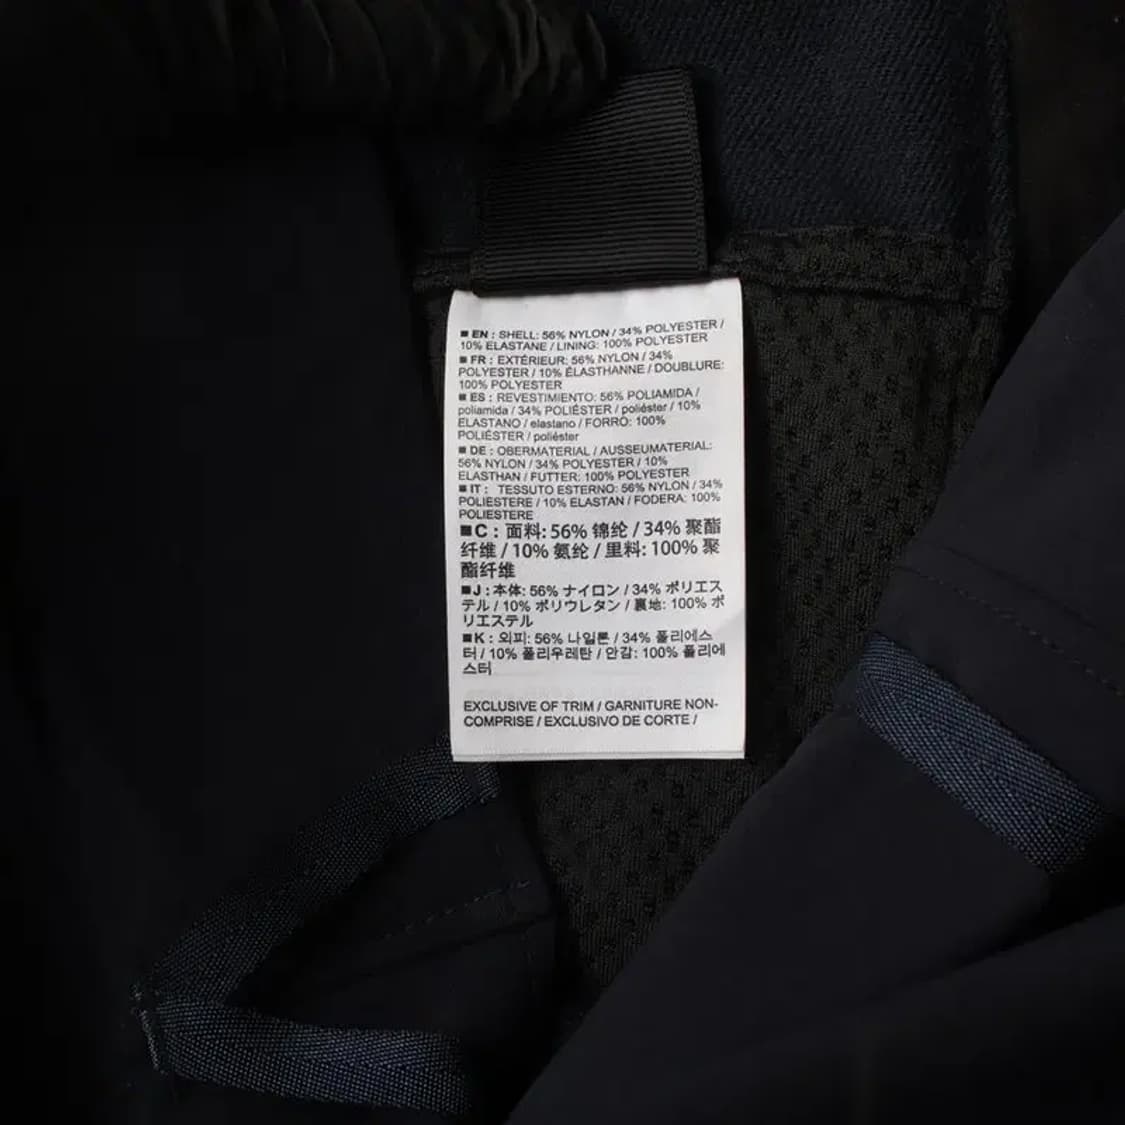 ■ EN : SHELL: 56% NYLON / 34% POLYESTER /
10% ELASTANE / LINING: 100% POLYESTER
■ FR : EXTÉRIEUR: 56% NYLON / 34%
POLYESTER / 10% ÉLASTHANNE / DOUBLURE:
100% POLYESTER
■ ES : REVESTIMIENTO: 56% POLIAMIDA /
poliamida / 34% POLIÉSTER / poliéster / 10%
ELASTANO / elastano / FORRO: 100%
POLIÉSTER / poliéster
■ DE : OBERMATERIAL / AUSSEUMATERIAL:
56% NYLON / 34% POLYESTER / 10%
ELASTHAN / FUTTER: 100% POLYESTER
■ IT : TESSUTO ESTERNO: 56% NYLON / 34%
POLIESTERE / 10% ELASTAN / FODERA: 100%
POLIESTERE
■C : 面料: 56% 锦纶 / 34% 聚酯
纤维 / 10% 氨纶 / 里料: 100% 聚
酯纤维
■J : 本体: 56% ナイロン / 34% ポリエス
テル / 10% ポリウレタン / 裏地: 100% ポ
リエステル
■K : 외피: 56% 나일론 / 34% 폴리에스
터 / 10% 폴리우레탄 / 안감: 100% 폴리에
스터
EXCLUSIVE OF TRIM / GARNITURE NON-
COMPRISE / EXCLUSIVO DE CORTE /